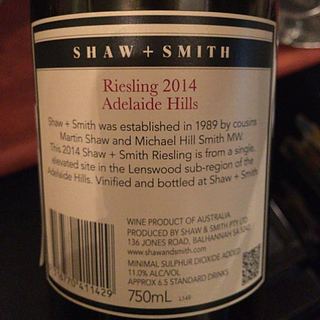 SHAW + SMITH
Riesling 2014
Adelaide Hills
Shaw + Smith was established in 1989 by cousins
Martin Shaw and Michael Hill Smith MW.
This 2014 Shaw + Smith Riesling is from a single,
elevated site in the Lenswood sub-region of the
Adelaide Hills. Vinified and bottled at Shaw + Smith
WINE PRODUCT OF AUSTRALIA
PRODUCED BY SHAW & SMITH PTY LTD
136 JONES ROAD, BALHANNAH SA 5242
www.shawandsmith.com
MINIMAL SULPHUR DIOXIDE ADDED
11.0% ALC/VOL
APPROX 6.5 STANDARD DRINKS
750mL